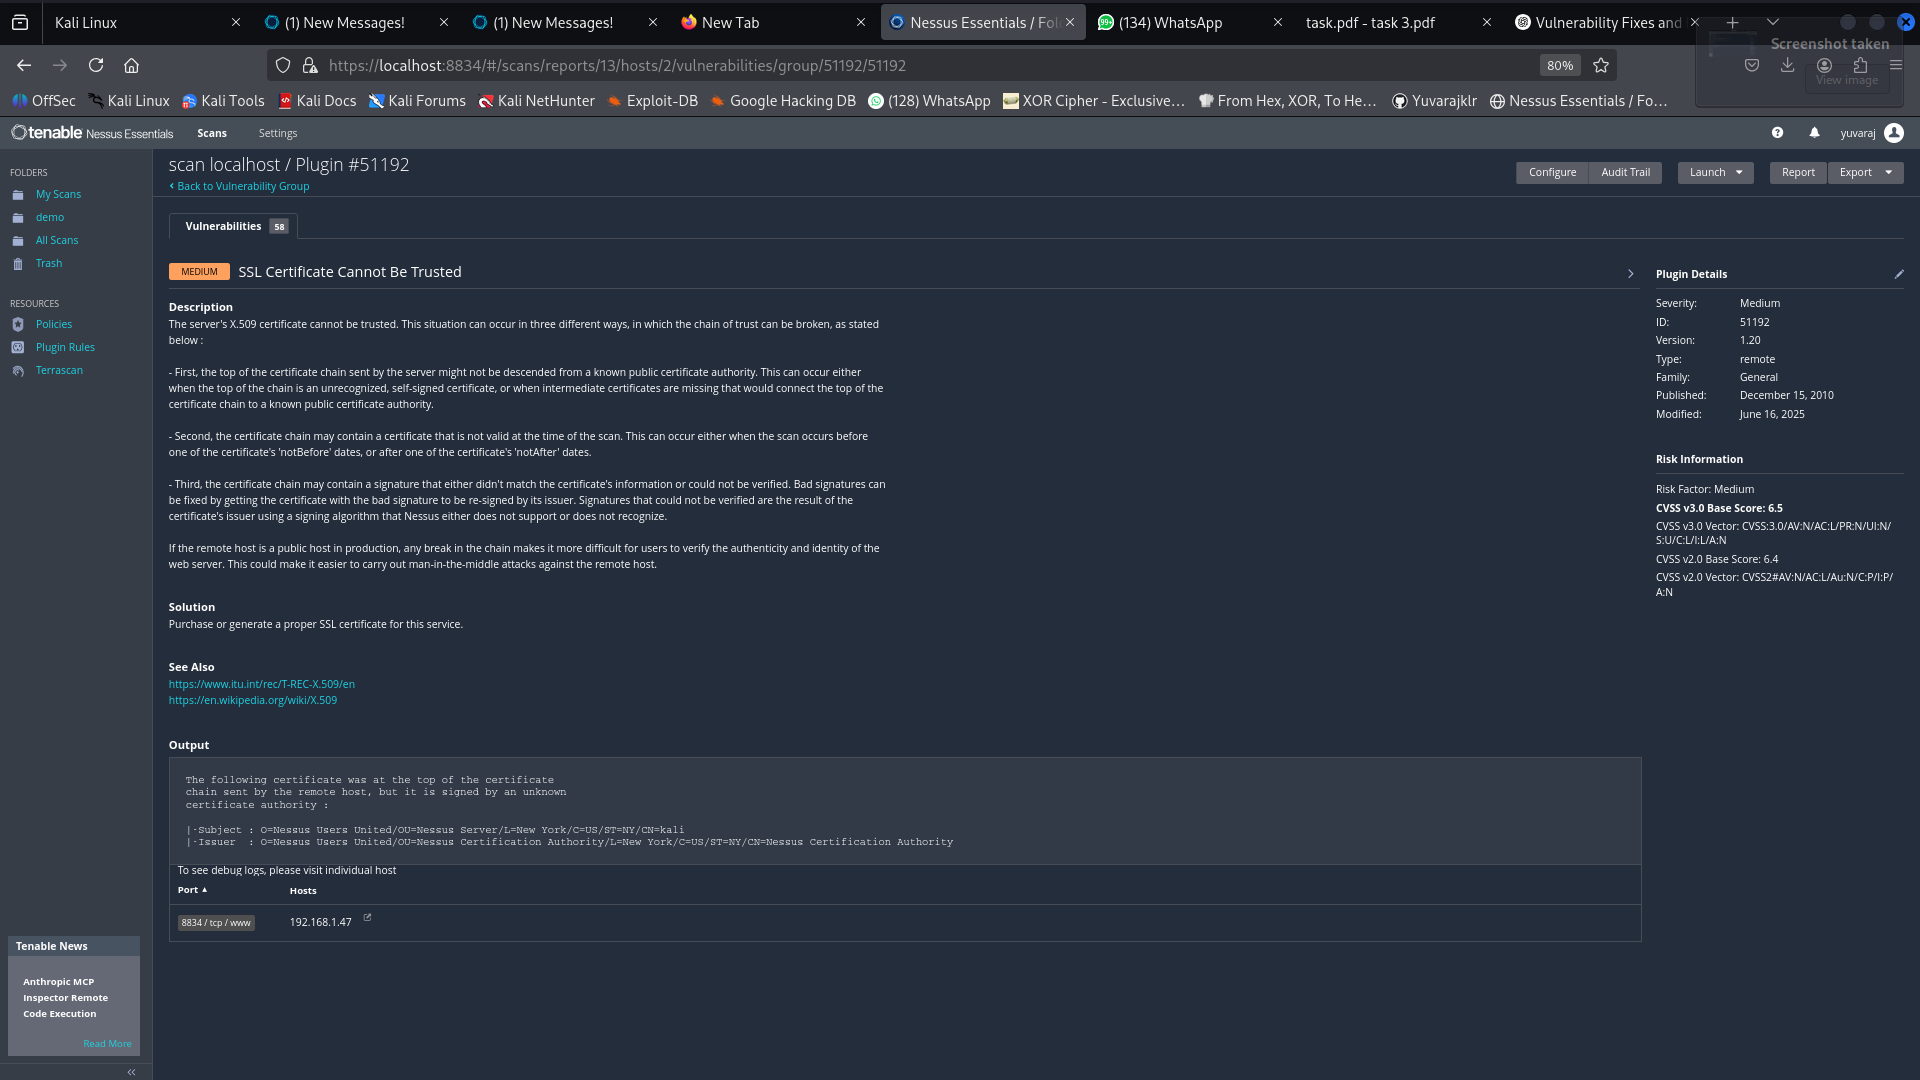 Kali Linux
(1) New Messages!
(1) New Messages!
New Tab
Nessus Essentials / Fol
99+
(134) WhatsApp
task.pdf - task 3.pdf
Vulnerability Fixes and
Screenshot taken
View image
https://localhost:8834/#/scans/reports/13/hosts/2/vulnerabilities/group/51192/51192
80%
OffSec
Kali Linux
Kali Tools
Kali Docs
Kali Forums
Kali NetHunter
Exploit-DB
Google Hacking DB
(128) WhatsApp
XOR Cipher - Exclusive…
From Hex, XOR, To He…
Yuvarajklr
Nessus Essentials / Fo…
tenable Nessus Essentials
Scans
Settings
yuvaraj
FOLDERS
My Scans
demo
All Scans
Trash
RESOURCES
Policies
Plugin Rules
Terrascan
scan localhost / Plugin #51192
‹ Back to Vulnerability Group
Configure
Audit Trail
Launch
Report
Export
Vulnerabilities 58
MEDIUM SSL Certificate Cannot Be Trusted
Description
The server's X.509 certificate cannot be trusted. This situation can occur in three different ways, in which the chain of trust can be broken, as stated
below :
- First, the top of the certificate chain sent by the server might not be descended from a known public certificate authority. This can occur either
when the top of the chain is an unrecognized, self-signed certificate, or when intermediate certificates are missing that would connect the top of the
certificate chain to a known public certificate authority.
- Second, the certificate chain may contain a certificate that is not valid at the time of the scan. This can occur either when the scan occurs before
one of the certificate's 'notBefore' dates, or after one of the certificate's 'notAfter' dates.
- Third, the certificate chain may contain a signature that either didn't match the certificate's information or could not be verified. Bad signatures can
be fixed by getting the certificate with the bad signature to be re-signed by its issuer. Signatures that could not be verified are the result of the
certificate's issuer using a signing algorithm that Nessus either does not support or does not recognize.
If the remote host is a public host in production, any break in the chain makes it more difficult for users to verify the authenticity and identity of the
web server. This could make it easier to carry out man-in-the-middle attacks against the remote host.
Solution
Purchase or generate a proper SSL certificate for this service.
See Also
https://www.itu.int/rec/T-REC-X.509/en
https://en.wikipedia.org/wiki/X.509
Output
The following certificate was at the top of the certificate
chain sent by the remote host, but it is signed by an unknown
certificate authority :
|-Subject : O=Nessus Users United/OU=Nessus Server/L=New York/C=US/ST=NY/CN=kali
|-Issuer  : O=Nessus Users United/OU=Nessus Certification Authority/L=New York/C=US/ST=NY/CN=Nessus Certification Authority
To see debug logs, please visit individual host
Port ▲ Hosts
8834 / tcp / www 192.168.1.47
Plugin Details
Severity: Medium
ID: 51192
Version: 1.20
Type: remote
Family: General
Published: December 15, 2010
Modified: June 16, 2025
Risk Information
Risk Factor: Medium
CVSS v3.0 Base Score: 6.5
CVSS v3.0 Vector: CVSS:3.0/AV:N/AC:L/PR:N/UI:N/
S:U/C:L/I:L/A:N
CVSS v2.0 Base Score: 6.4
CVSS v2.0 Vector: CVSS2#AV:N/AC:L/Au:N/C:P/I:P/
A:N
Tenable News
Anthropic MCP
Inspector Remote
Code Execution
Read More